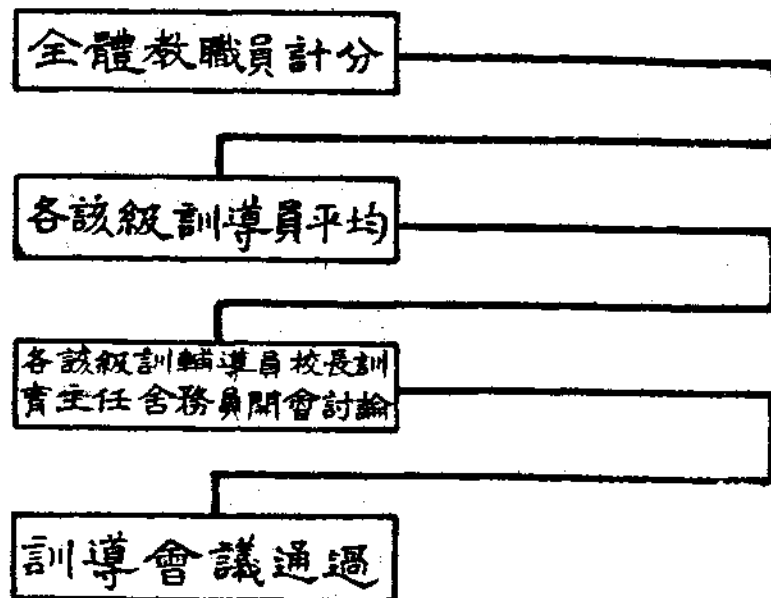 全體教職員計分
各該級訓導員平均
各該級訓輔導員校長訓
育主任舍務員開會討論
訓導會議通過